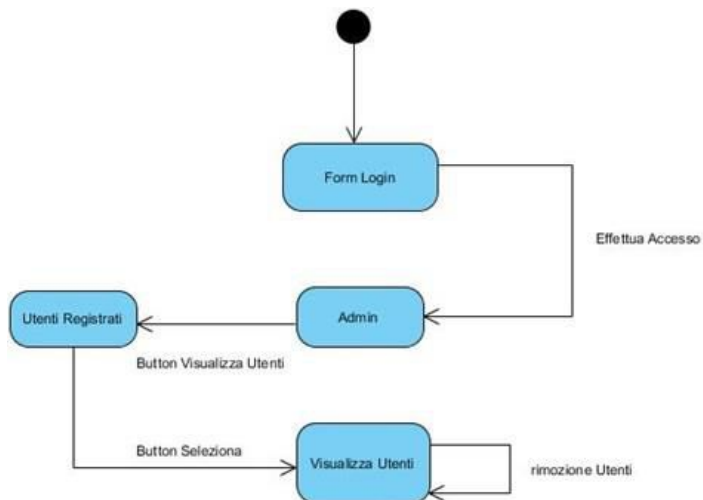 Form Login
Effettua Accesso
Utenti Registrati
Admin
Button Visualizza Utenti
Button Seleziona
Visualizza Utenti
rimozione Utenti